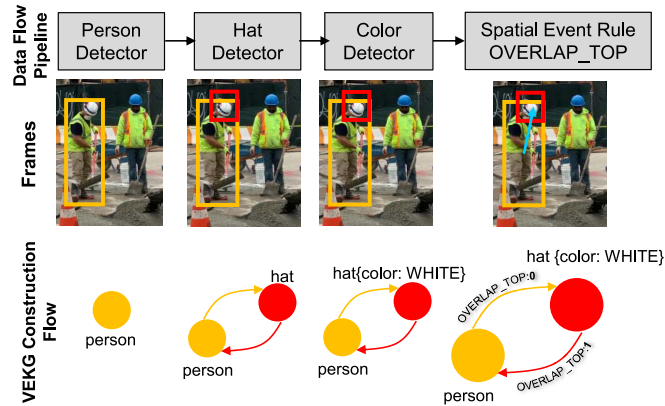 Data Flow
Pipeline
Person
Detector
Hat
Detector
Color
Detector
Spatial Event Rule
OVERLAP_TOP
Frames
VEKG Construction
Flow
person
hat
person
hat{color: WHITE}
person
hat {color: WHITE}
OVERLAP_TOP:0
OVERLAP_TOP:1
person